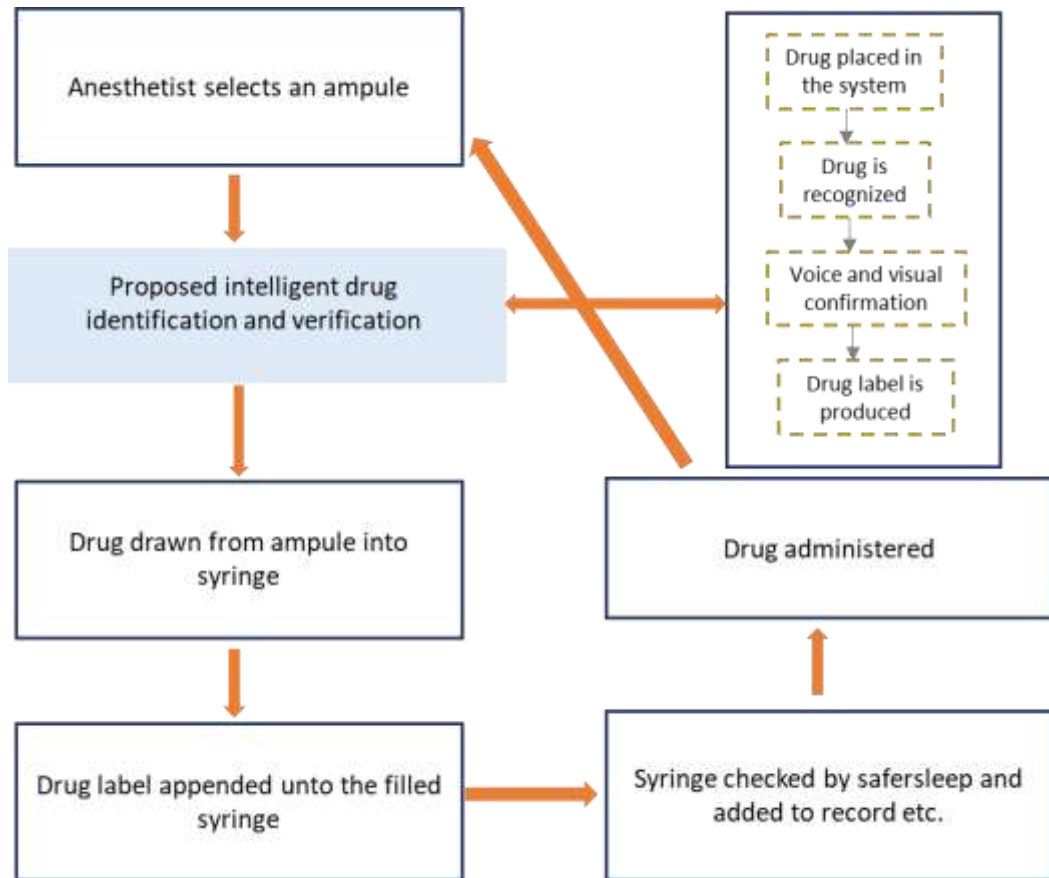 Anesthetist selects an ampule
Proposed intelligent drug
identification and verification
Drug drawn from ampule into
syringe
Drug label appended unto the filled
syringe
Syringe checked by safersleep and
added to record etc.
Drug administered
Drug placed in
the system
Drug is
recognized
Voice and visual
confirmation
Drug label is
produced